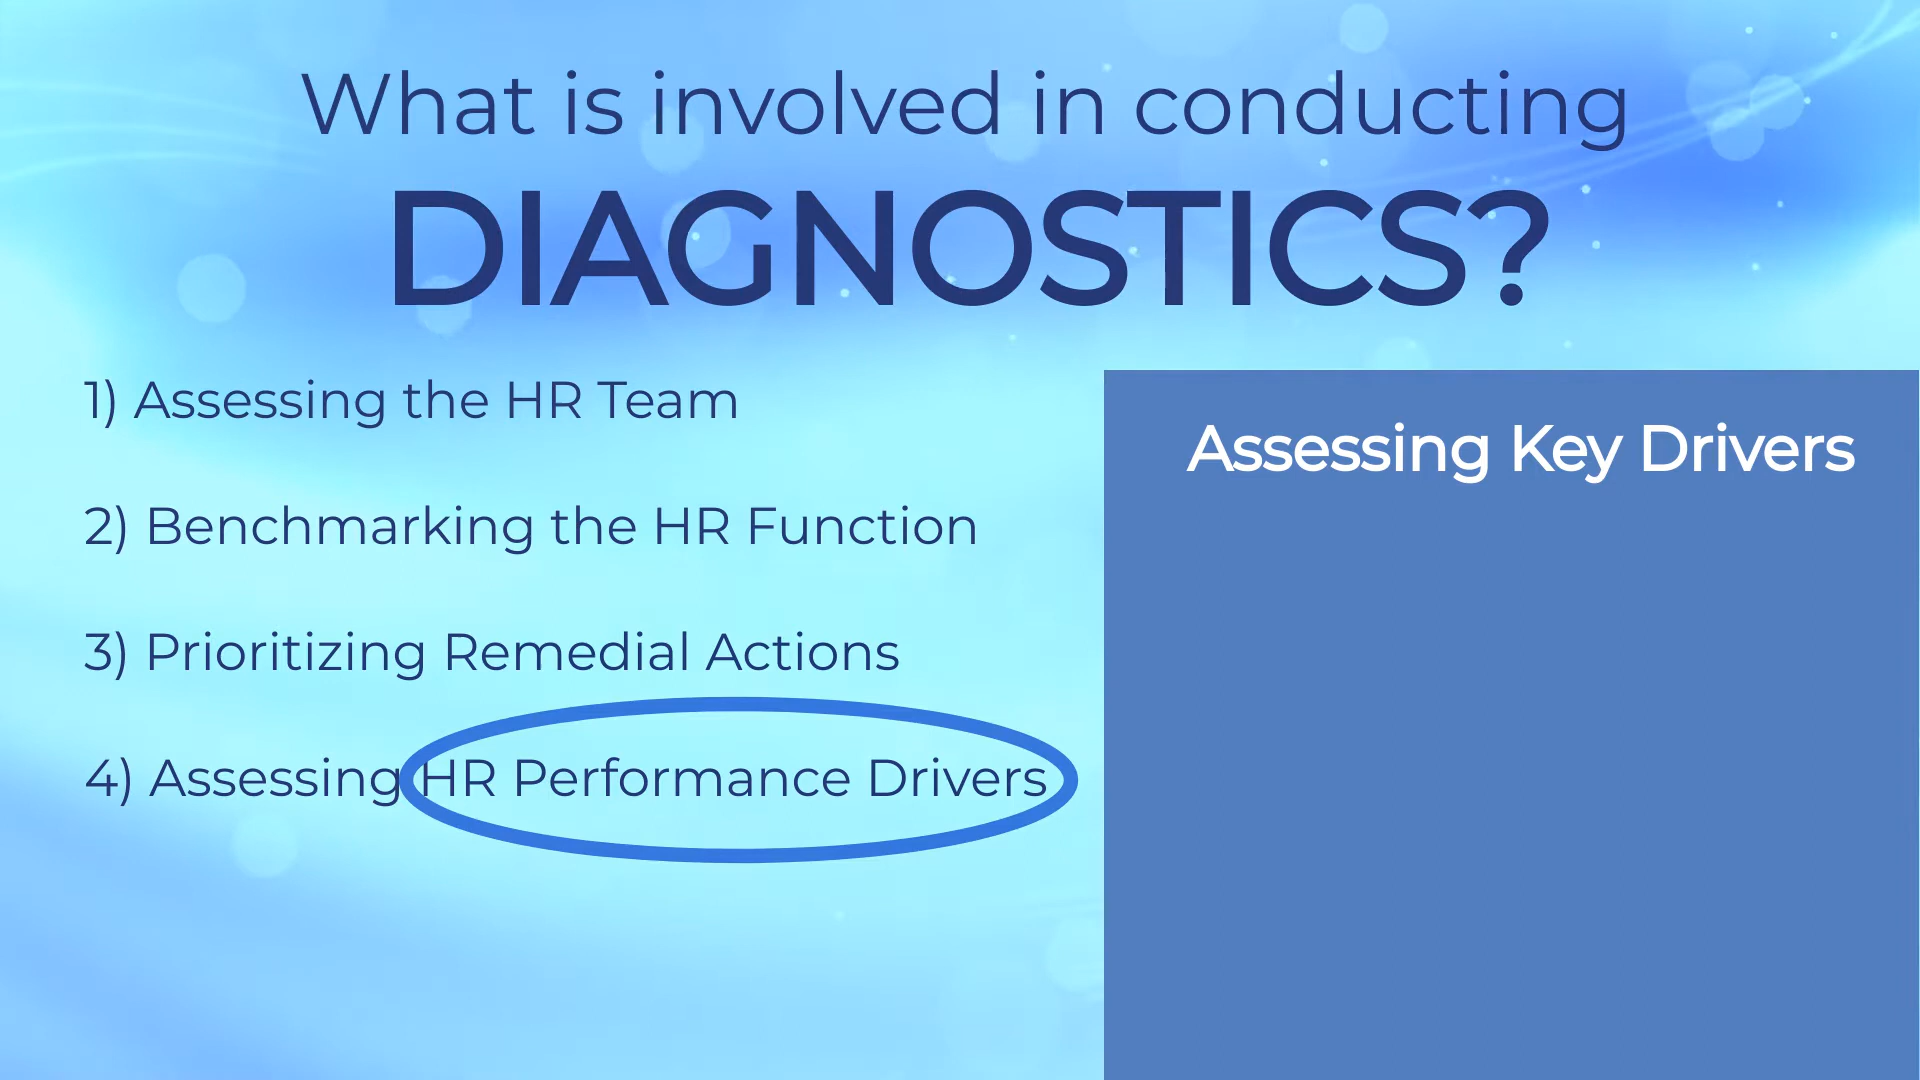 What is involved in conducting
DIAGNOSTICS?
1) Assessing the HR Team
2) Benchmarking the HR Function
3) Prioritizing Remedial Actions
4) Assessing HR Performance Drivers
Assessing Key Drivers